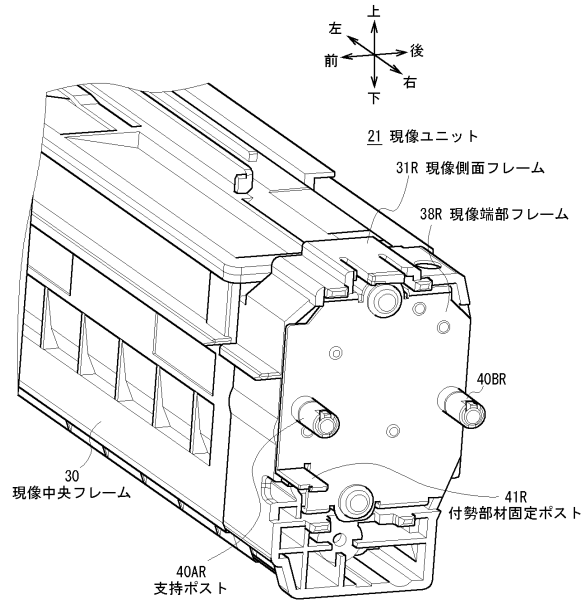 上
左
後
前
右
下
21 現像ユニット
31R 現像側面フレーム
38R 現像端部フレーム
40BR
30
現像中央フレーム
41R
付勢部材固定ポスト
40AR
支持ポスト